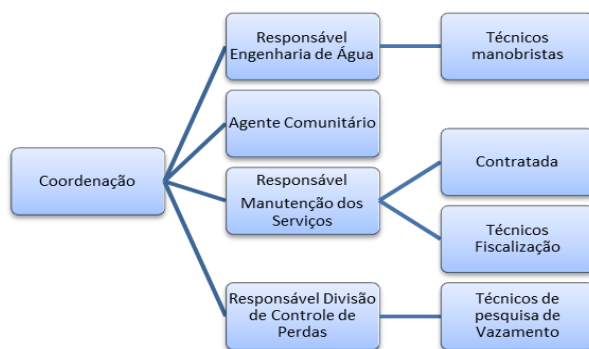 Coordenação
Responsável
Engenharia de Água
Técnicos
manobristas
Agente Comunitário
Responsável
Manutenção dos
Serviços
Contratada
Técnicos
Fiscalização
Responsável Divisão
de Controle de
Perdas
Técnicos de
pesquisa de
Vazamento